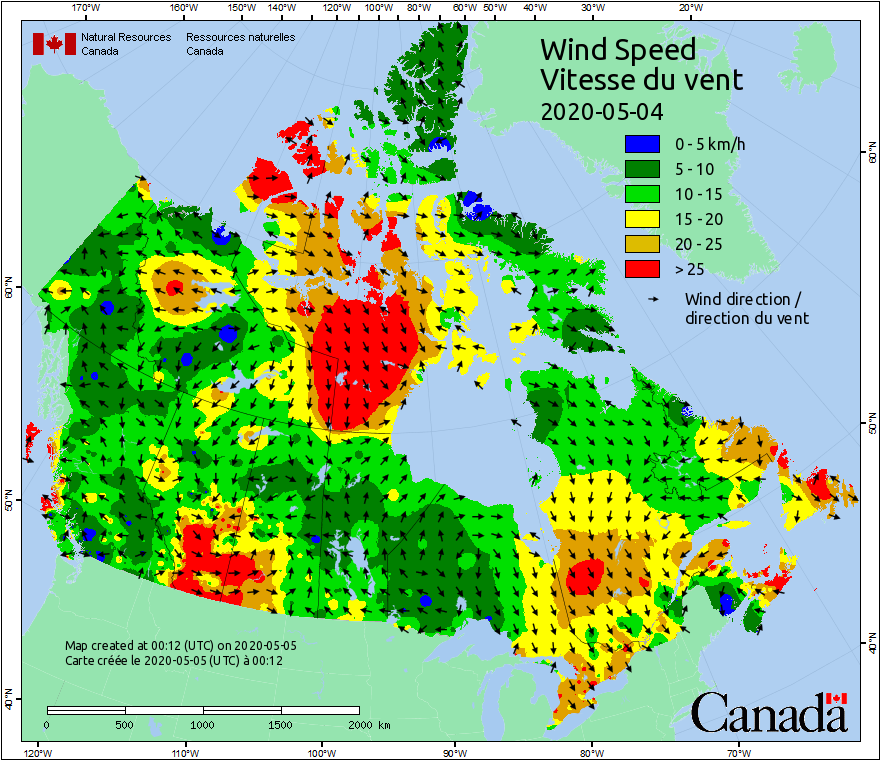 170°W 160°W 150°W 140°W 120°W 100°W 80°W 60°W 50°W 40°W 30°W 20°W
Natural Resources Ressources naturelles
Canada Canada
Wind Speed
Vitesse du vent
2020-05-04
0 - 5 km/h
5 - 10
10 - 15
15 - 20
20 - 25
> 25
Wind direction /
direction du vent
60°N
60°N
50°N
50°N
40°N
40°N
Map created at 00:12 (UTC) on 2020-05-05
Carte créée le 2020-05-05 (UTC) à 00:12
0 500 1000 1500 2000 km
Canada
120°W 110°W 100°W 90°W 80°W 70°W